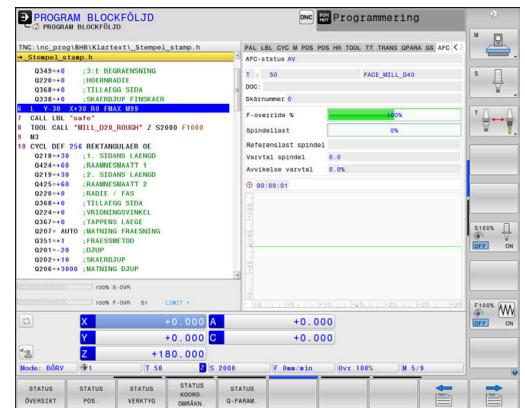 PROGRAM BLOCKFÖLJD
PROGRAM BLOCKFÖLJD
DNC
Programmering
TNC:\nc_prog\BHB\Klartext\_Stempel_stamp.h
→_Stempel_stamp.h
Q349=+0 ;3:E BEGRAENSNING
Q220=+0 ;HOERNRADIE
Q368=+0 ;TILLAEGG SIDA
Q338=+0 ;SKAERDJUP FINSKAER
6 L Y-30 X+30 R0 FMAX M99
7 CALL LBL "safe"
8 TOOL CALL "MILL_D20_ROUGH" Z S2000 F1000
9 M3
10 CYCL DEF 256 REKTANGULAER OE
Q218=+30 ;1. SIDANS LAENGD
Q424=+60 ;RAAMNESMAATT 1
Q219=+30 ;2. SIDANS LAENGD
Q425=+60 ;RAAMNESMAATT 2
Q220=+0 ;RADIE / FAS
Q368=+0 ;TILLAEGG SIDA
Q224=+0 ;VRIDNINGSVINKEL
Q367=+0 ;TAPPENS LAEGE
Q207= AUTO ;MATNING FRAESNING
Q351=+1 ;FRAESSMETOD
Q201=-20 ;DJUP
Q202=+10 ;SKAERDJUP
Q206=+3000 ;MATNING DJUP
100% S-OVR
100% F-OVR S1 LIMIT 1
PAL LBL CYC M POS POS HR TOOL TT TRANS QPARA GS AFC
AFC-status AV
T : 50 FACE_MILL_D40
DOC:
Skärnummer 0
F-override % 100%
Spindellast 0%
Referenslast spindel
Varvtal spindel 0.0
Avvikelse varvtal 0.0%
00:00:01
X +0.000 A +0.000
Y +0.000 C +0.000
Z +180.000
Mode: BÖRV 1 T 50 Z S 2000 F 0mm/min Ovr 100% M 5/9
M
S
T
S100%
OFF ON
F100%
OFF ON
STATUS ÖVERSIKT
STATUS POS.
STATUS VERKTYG
STATUS KOORD. OMRÄKN.
STATUS Q-PARAM.